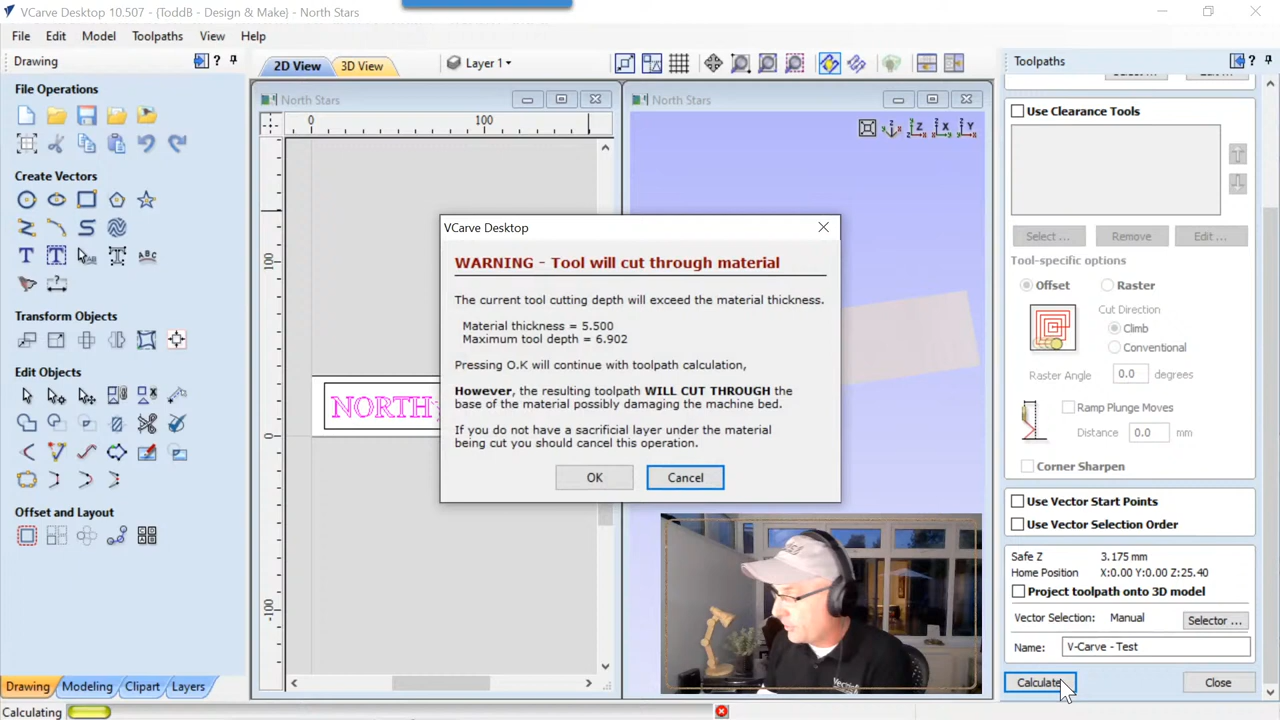 VCarve Desktop 10.507 - {ToddB - Design & Make} - North Stars
File Edit Model Toolpaths View Help
Drawing
2D View
3D View
Layer 1
Toolpaths
File Operations
North Stars
North Stars
Use Clearance Tools
0
100
Create Vectors
100
0
-100
Select ...
Remove
Edit ...
Tool-specific options
Offset
Raster
Cut Direction
Climb
Conventional
Raster Angle
0.0
degrees
Ramp Plunge Moves
Distance
0.0
mm
Corner Sharpen
Transform Objects
Edit Objects
Offset and Layout
NORTH
VCarve Desktop
WARNING - Tool will cut through material
The current tool cutting depth will exceed the material thickness.
Material thickness = 5.500
Maximum tool depth = 6.902
Pressing O.K will continue with toolpath calculation,
However, the resulting toolpath WILL CUT THROUGH the
base of the material possibly damaging the machine bed.
If you do not have a sacrificial layer under the material
being cut you should cancel this operation.
OK
Cancel
Use Vector Start Points
Use Vector Selection Order
Safe Z 3.175 mm
Home Position X:0.00 Y:0.00 Z:25.40
Project toolpath onto 3D model
Vector Selection: Manual
Selector ...
Name: V-Carve - Test
Calculate
Close
Drawing
Modeling
Clipart
Layers
Calculating